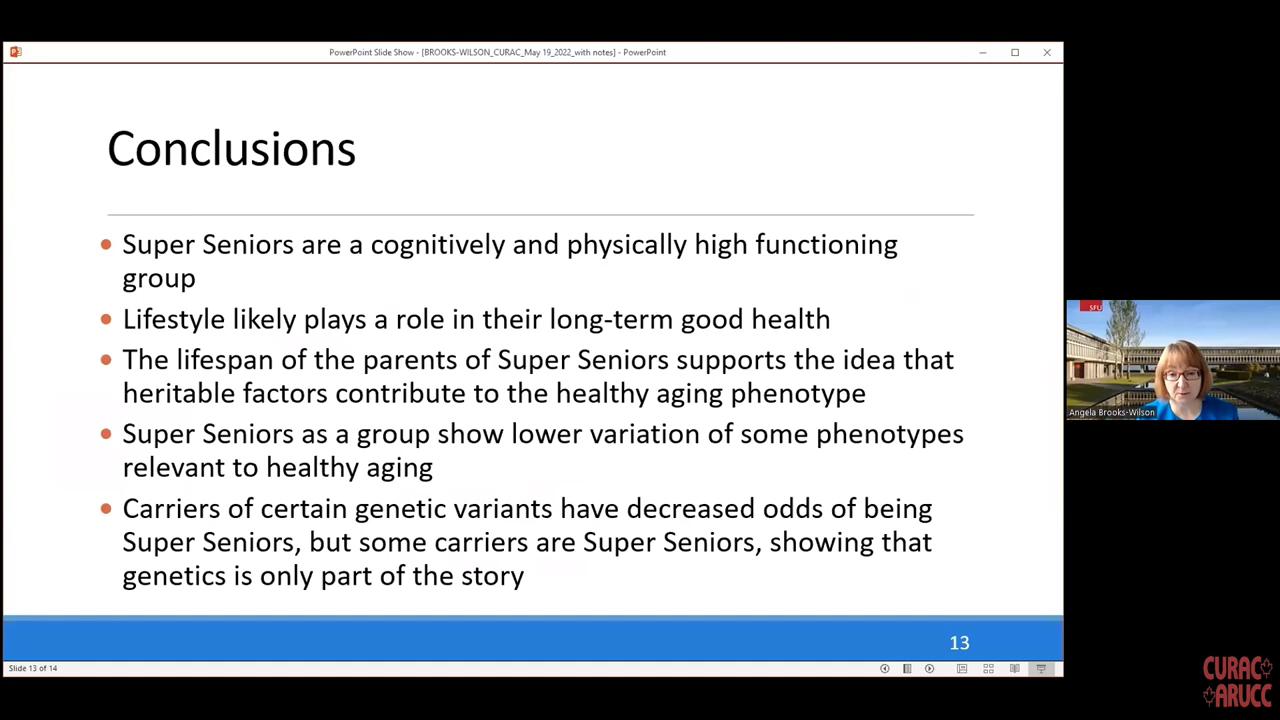 PowerPoint Slide Show - [BROOKS-WILSON_CURAC_May 19_2022_with notes] - PowerPoint
Conclusions
Super Seniors are a cognitively and physically high functioning
group
Lifestyle likely plays a role in their long-term good health
The lifespan of the parents of Super Seniors supports the idea that
heritable factors contribute to the healthy aging phenotype
Super Seniors as a group show lower variation of some phenotypes
relevant to healthy aging
Carriers of certain genetic variants have decreased odds of being
Super Seniors, but some carriers are Super Seniors, showing that
genetics is only part of the story
13
Slide 13 of 14
SFU
Angela Brooks-Wilson
CURAC
ARUCC